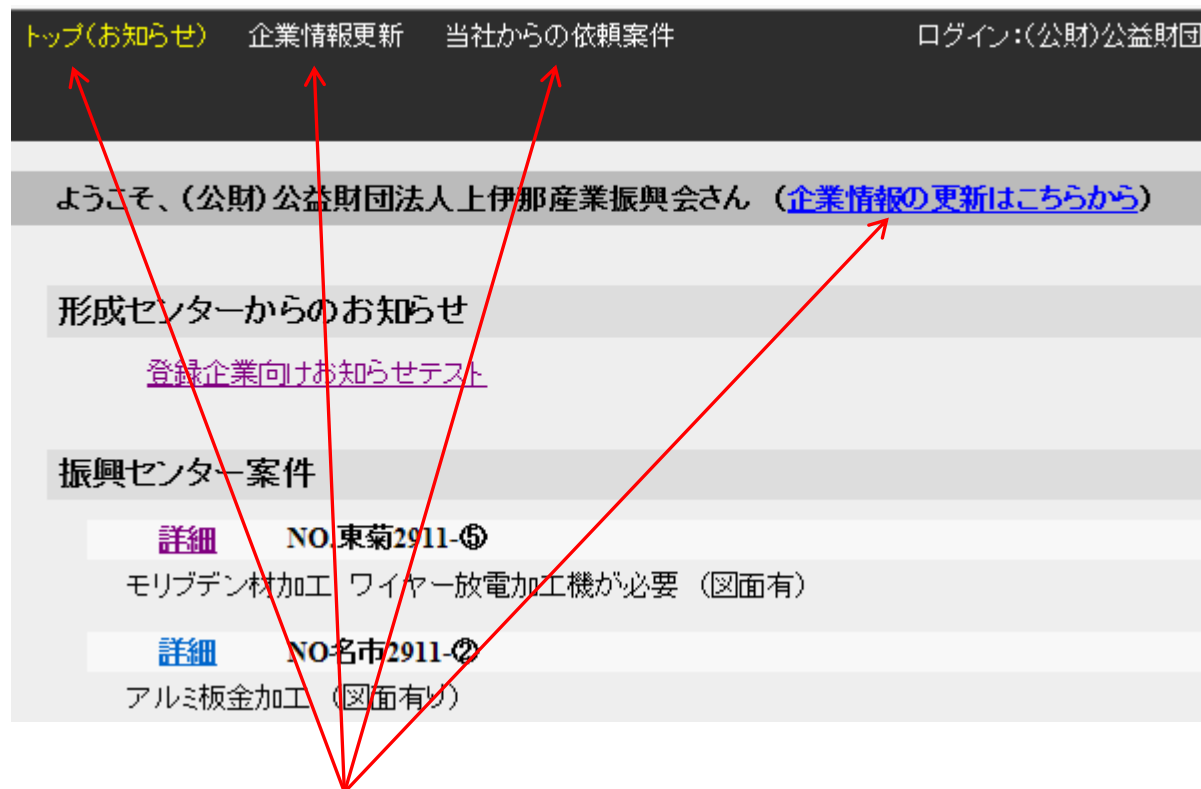 トップ(お知らせ) 企業情報更新 当社からの依頼案件 ログイン:(公財)公益財団
ようこそ、(公財)公益財団法人上伊那産業振興会さん (企業情報の更新はこちらから)
形成センターからのお知らせ
登録企業向けお知らせテスト
振興センター案件
詳細 NO.東菊2911-⑤
モリブデン材加工 ワイヤー放電加工機が必要 (図面有)
詳細 NO名市2911-②
アルミ板金加工 (図面有り)